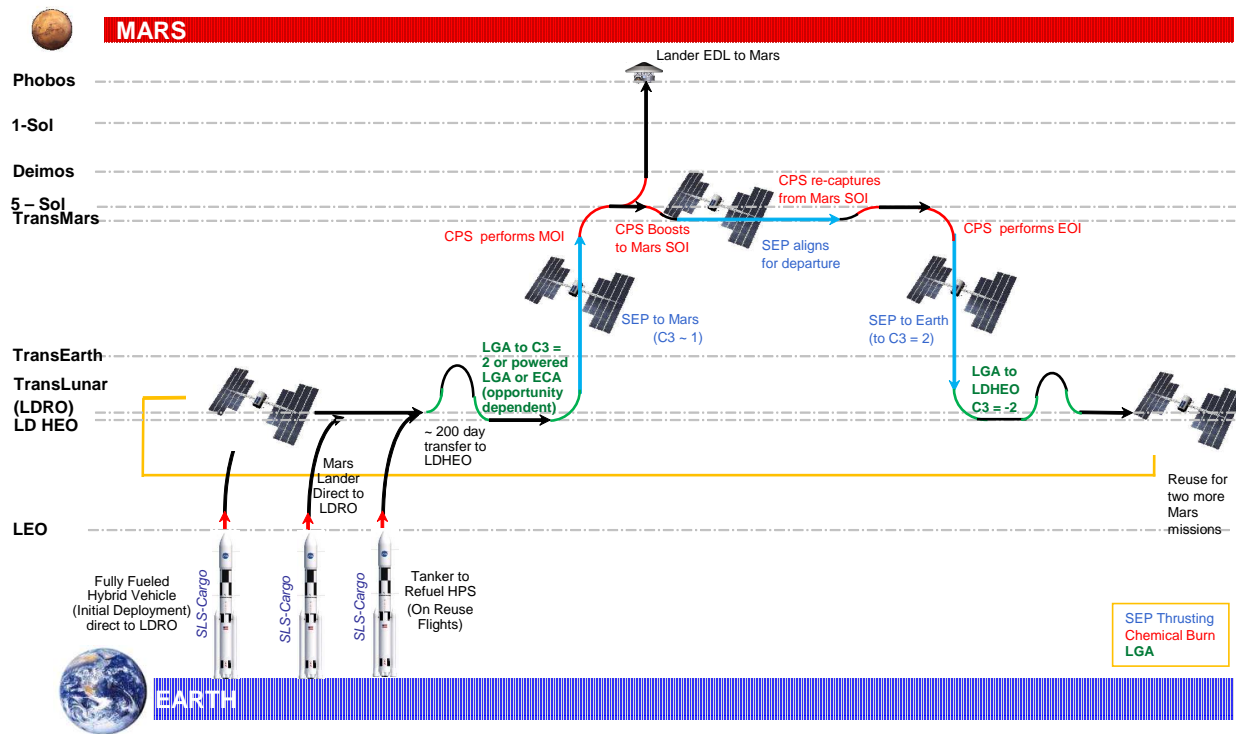 MARS
Lander EDL to Mars
Phobos
1-Sol
Deimos
5 – Sol
TransMars
CPS re-captures
from Mars SOI
CPS performs MOI
CPS Boosts
to Mars SOI
SEP aligns
for departure
CPS performs EOI
SEP to Mars
(C3 ~ 1)
SEP to Earth
(to C3 = 2)
TransEarth
TransLunar
(LDRO)
LD HEO
LGA to C3 =
2 or powered
LGA or ECA
(opportunity
dependent)
LGA to
LDHEO
C3 = -2
~ 200 day
transfer to
LDHEO
Mars
Lander
Direct to
LDRO
Reuse for
two more
Mars
missions
LEO
Fully Fueled
Hybrid Vehicle
(Initial Deployment)
direct to LDRO
SLS-Cargo
SLS-Cargo
SLS-Cargo
Tanker to
Refuel HPS
(On Reuse
Flights)
SEP Thrusting
Chemical Burn
LGA
EARTH